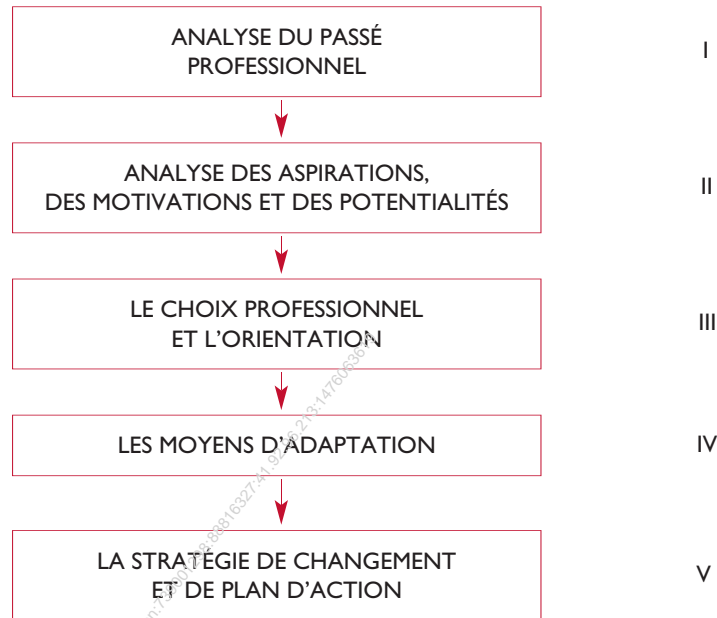 ANALYSE DU PASSÉ
PROFESSIONNEL
I
ANALYSE DES ASPIRATIONS,
DES MOTIVATIONS ET DES POTENTIALITÉS
II
LE CHOIX PROFESSIONNEL
ET L’ORIENTATION
III
LES MOYENS D’ADAPTATION
IV
LA STRATÉGIE DE CHANGEMENT
ET DE PLAN D’ACTION
V